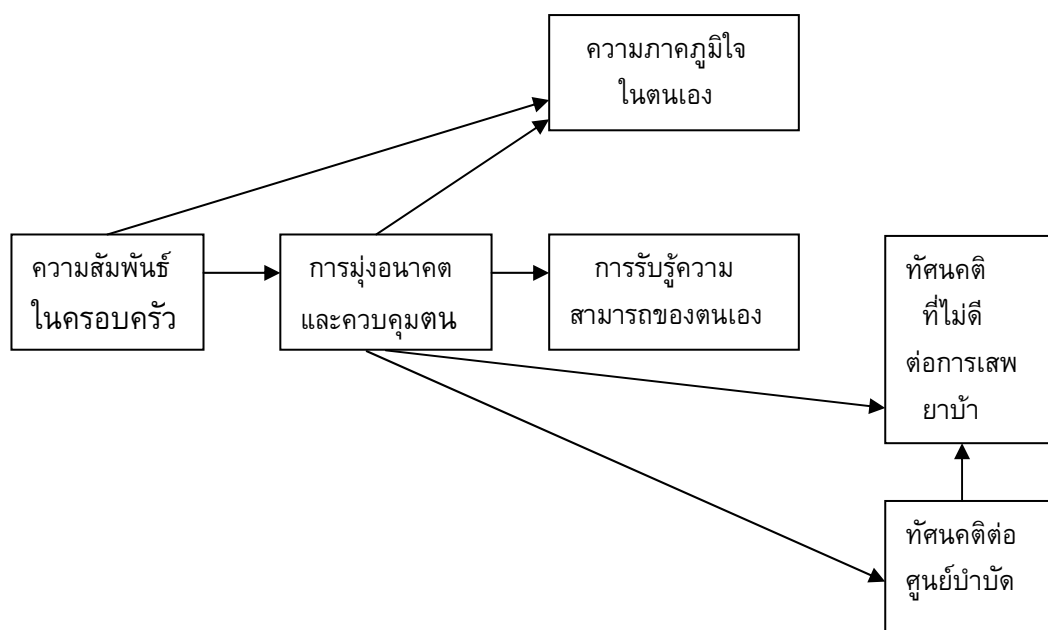 ความภาคภูมิใจ
ในตนเอง
ความสัมพันธ์
ในครอบครัว
การมุ่งอนาคต
และควบคุมตน
การรับรู้ความ
สามารถของตนเอง
ทัศนคติ
ที่ไม่ดี
ต่อการเสพ
ยาบ้า
ทัศนคติต่อ
ศูนย์บำบัด